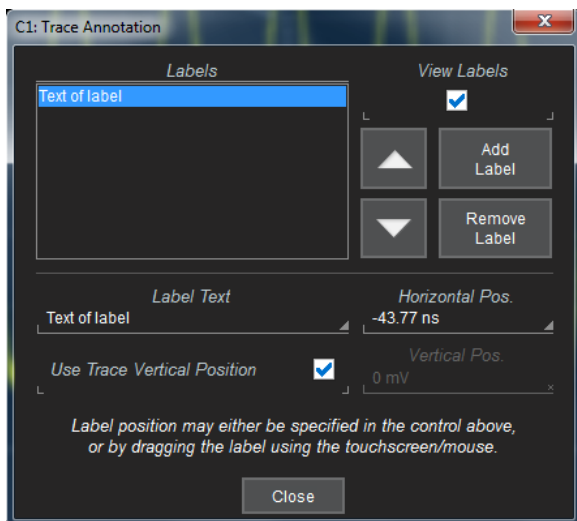 C1: Trace Annotation
Labels
View Labels
Text of label
Add
Label
Remove
Label
Label Text
Horizontal Pos.
Text of label
-43.77 ns
Use Trace Vertical Position
Vertical Pos.
0 mV
Label position may either be specified in the control above,
or by dragging the label using the touchscreen/mouse.
Close